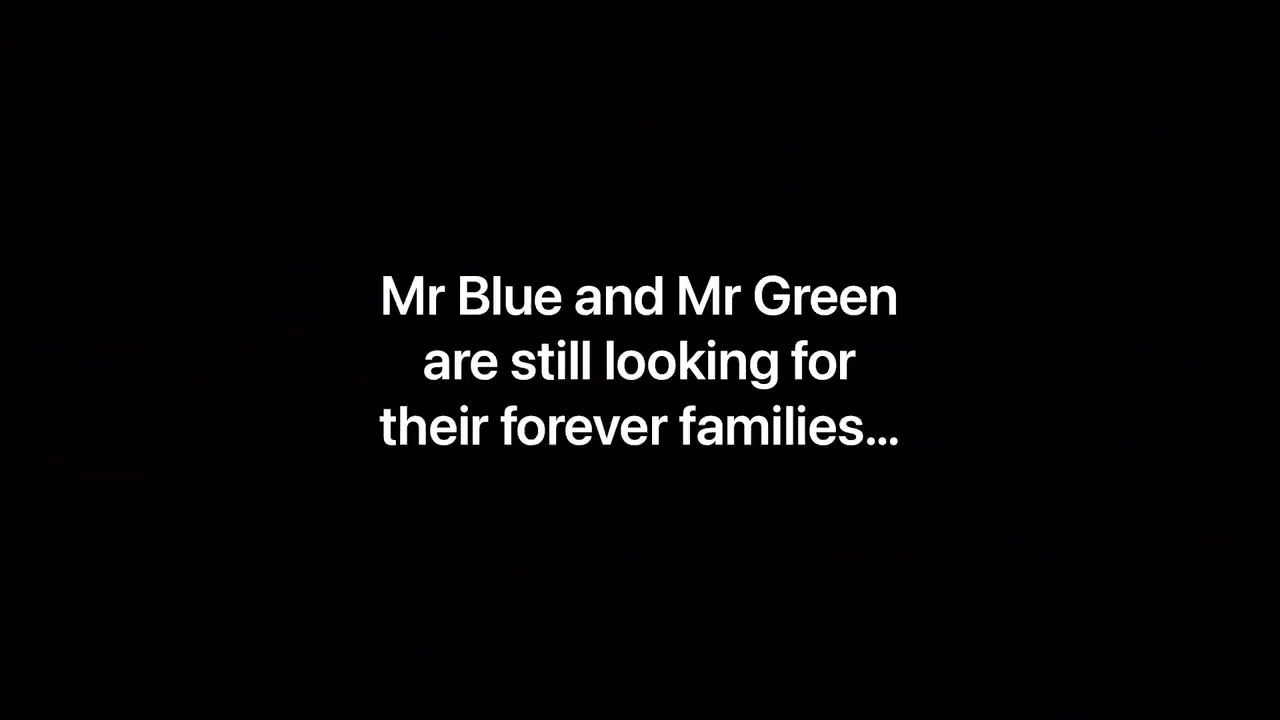 Mr Blue and Mr Green
are still looking for
their forever families...